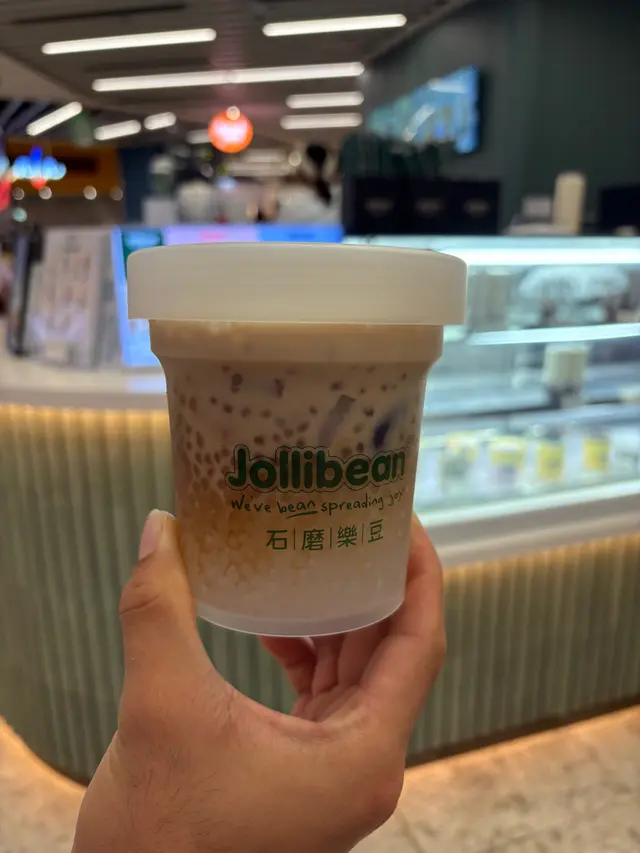 Jollibean
We've bean spreading joy!
石|磨|樂|豆